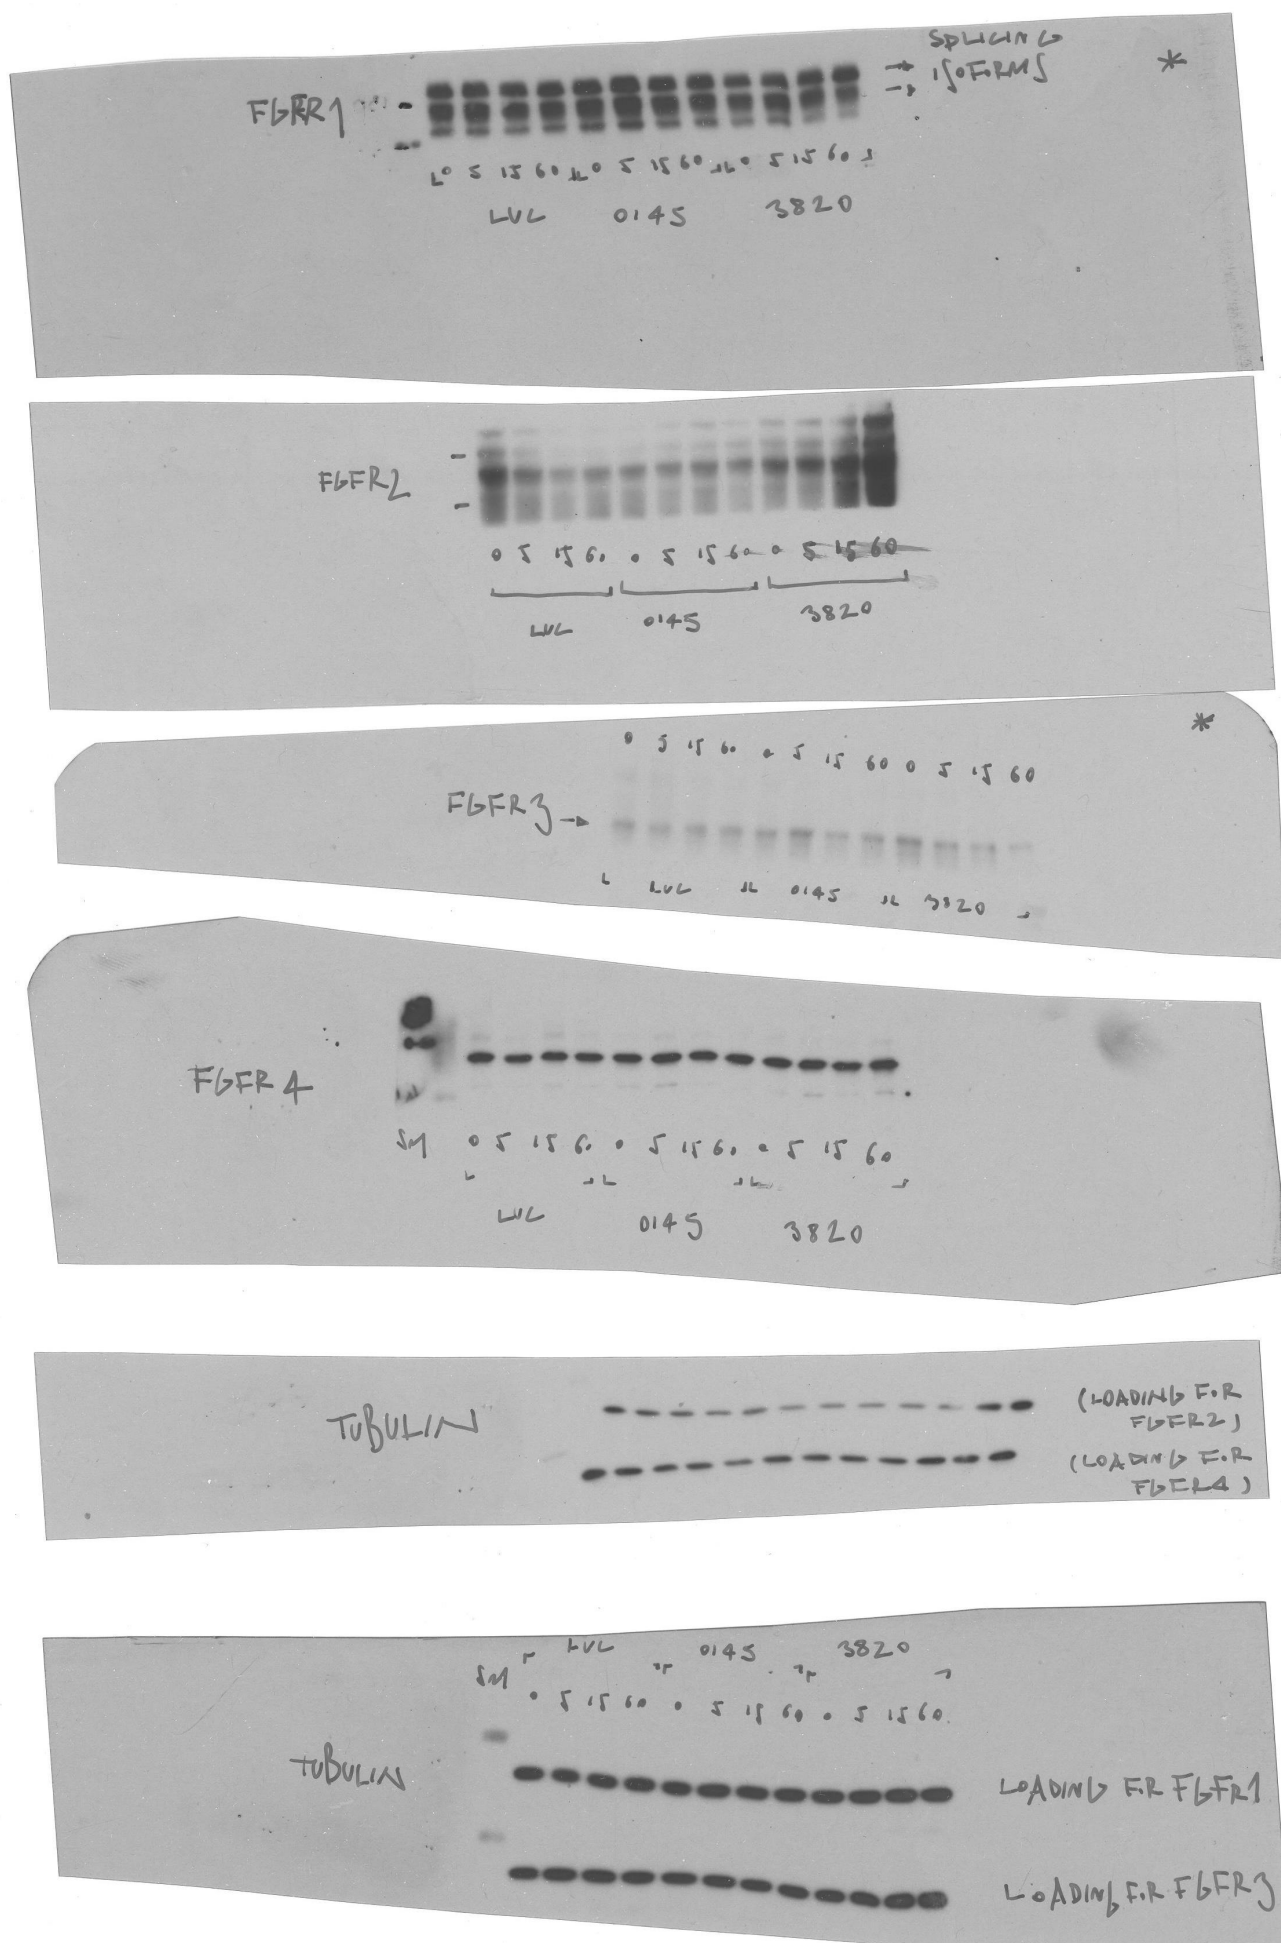 SPLICING
ISOFORMS
*
FGFR1
0 5 15 60 0 5 15 60 0 5 15 60
LUC 0145 3820
FGFR2
0 5 15 60 0 5 15 60 0 5 15 60
LUC 0145 3820
*
0 5 15 60 0 5 15 60 0 5 15 60
FGFR3
LUC 0145 3820
FGFR4
SM 0 5 15 60 0 5 15 60 0 5 15 60
LUC 0145 3820
TUBULIN
(LOADING FOR
FGFR2)
(LOADING FOR
FGFR4)
LUC 0145 3820
SM 0 5 15 60 0 5 15 60 0 5 15 60
TUBULIN
LOADING FOR FGFR1
LOADING FOR FGFR3